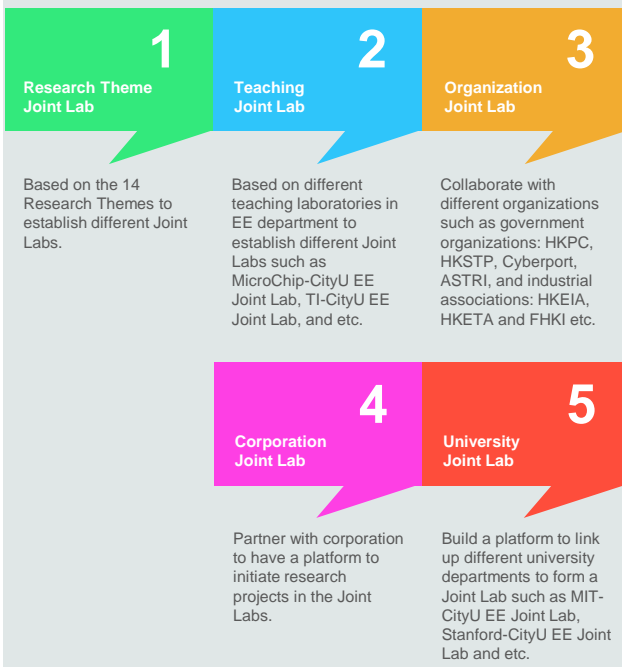 1
Research Theme
Joint Lab
Based on the 14
Research Themes to
establish different Joint
Labs.
2
Teaching
Joint Lab
Based on different
teaching laboratories in
EE department to
establish different Joint
Labs such as
MicroChip-CityU EE
Joint Lab, TI-CityU EE
Joint Lab, and etc.
3
Organization
Joint Lab
Collaborate with
different organizations
such as government
organizations: HKPC,
HKSTP, Cyberport,
ASTRI, and industrial
associations: HKEIA,
HKETA and FHKI etc.
4
Corporation
Joint Lab
Partner with corporation
to have a platform to
initiate research
projects in the Joint
Labs.
5
University
Joint Lab
Build a platform to link
up different university
departments to form a
Joint Lab such as MIT-
CityU EE Joint Lab,
Stanford-CityU EE Joint
Lab and etc.